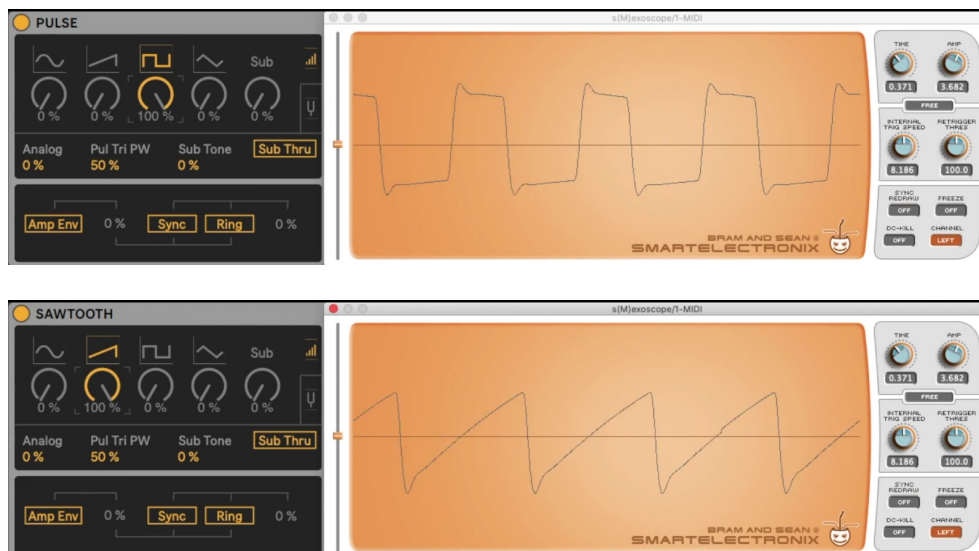 PULSE
s(M)exoscope/1-MIDI
Sub
0 % 0 % 100 % 0 % 0 %
Analog Pul Tri PW Sub Tone Sub Thru
0 % 50 % 0 %
Amp Env 0 % Sync Ring 0 %
TIME AMP
0.371 3.682
FREE
INTERNAL TRIG SPEED RETRIGGER THRES
8.186 100.0
SYNC REDRAW FREEZE
OFF OFF
DC-KILL CHANNEL
OFF LEFT
BRAM AND SEAN @
SMARTELECTRONIX
SAWTOOTH
s(M)exoscope/1-MIDI
Sub
0 % 100 % 0 % 0 % 0 %
Analog Pul Tri PW Sub Tone Sub Thru
0 % 50 % 0 %
Amp Env 0 % Sync Ring 0 %
TIME AMP
0.371 3.682
FREE
INTERNAL TRIG SPEED RETRIGGER THRES
8.186 100.0
SYNC REDRAW FREEZE
OFF OFF
DC-KILL CHANNEL
OFF LEFT
BRAM AND SEAN @
SMARTELECTRONIX